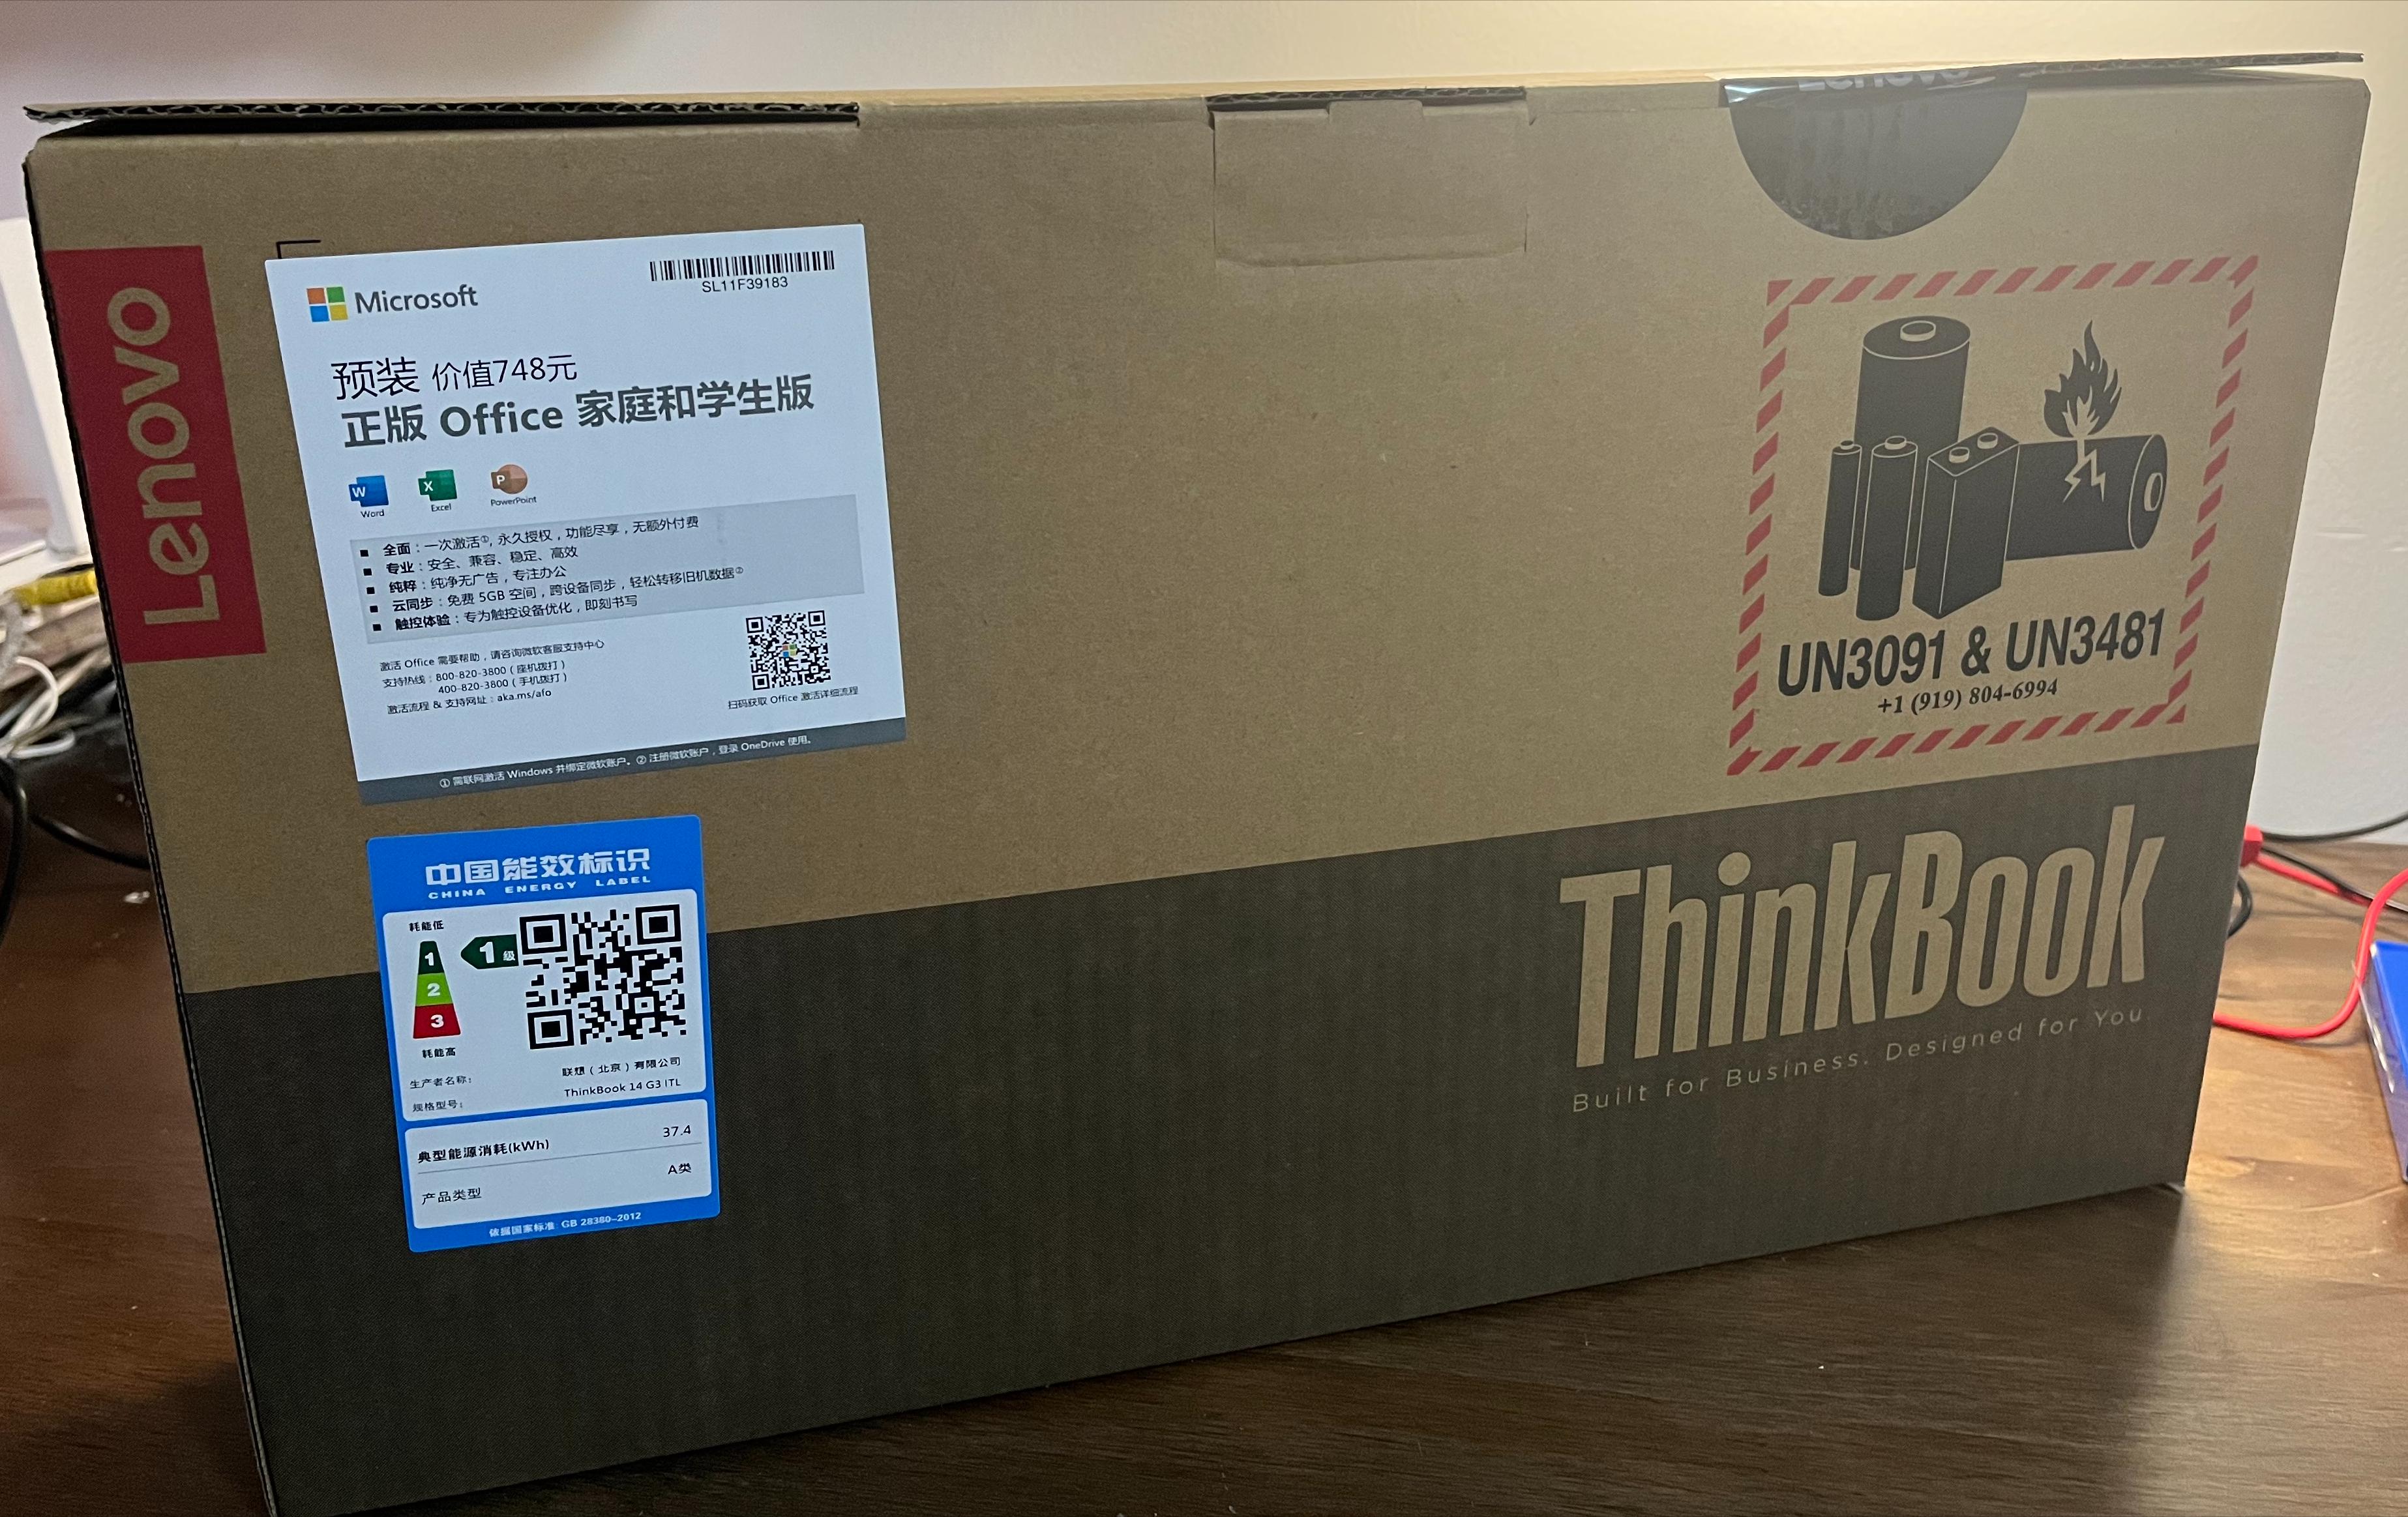 Lenovo
Lenovo
Microsoft
SL11F39183
预装 价值748元
正版 Office 家庭和学生版
W
X
P
Word
Excel
PowerPoint
全面：一次激活①，永久授权，功能尽享，无额外付费
专业：安全、兼容、稳定、高效
纯粹：纯净无广告，专注办公
云同步：免费 5GB 空间，跨设备同步，轻松转移旧机数据②
触控体验：专为触控设备优化，即刻书写
激活 Office 需要帮助，请咨询微软客服支持中心
支持热线：800-820-3800（座机拨打）
400-820-3800（手机拨打）
激活流程 & 支持网址：aka.ms/afo
扫码获取 Office 激活详细流程
① 需联网激活 Windows 并绑定微软账户。② 注册微软账户，登录 OneDrive 使用。
UN3091 & UN3481
+1 (919) 804-6994
ThinkBook
Built for Business. Designed for You.
中国能效标识
CHINA ENERGY LABEL
耗能低
1
2
3
1级
耗能高
生产者名称： 联想（北京）有限公司
规格型号： ThinkBook 14 G3 ITL
典型能源消耗(kWh) 37.4
产品类型 A类
依据国家标准: GB 28380-2012